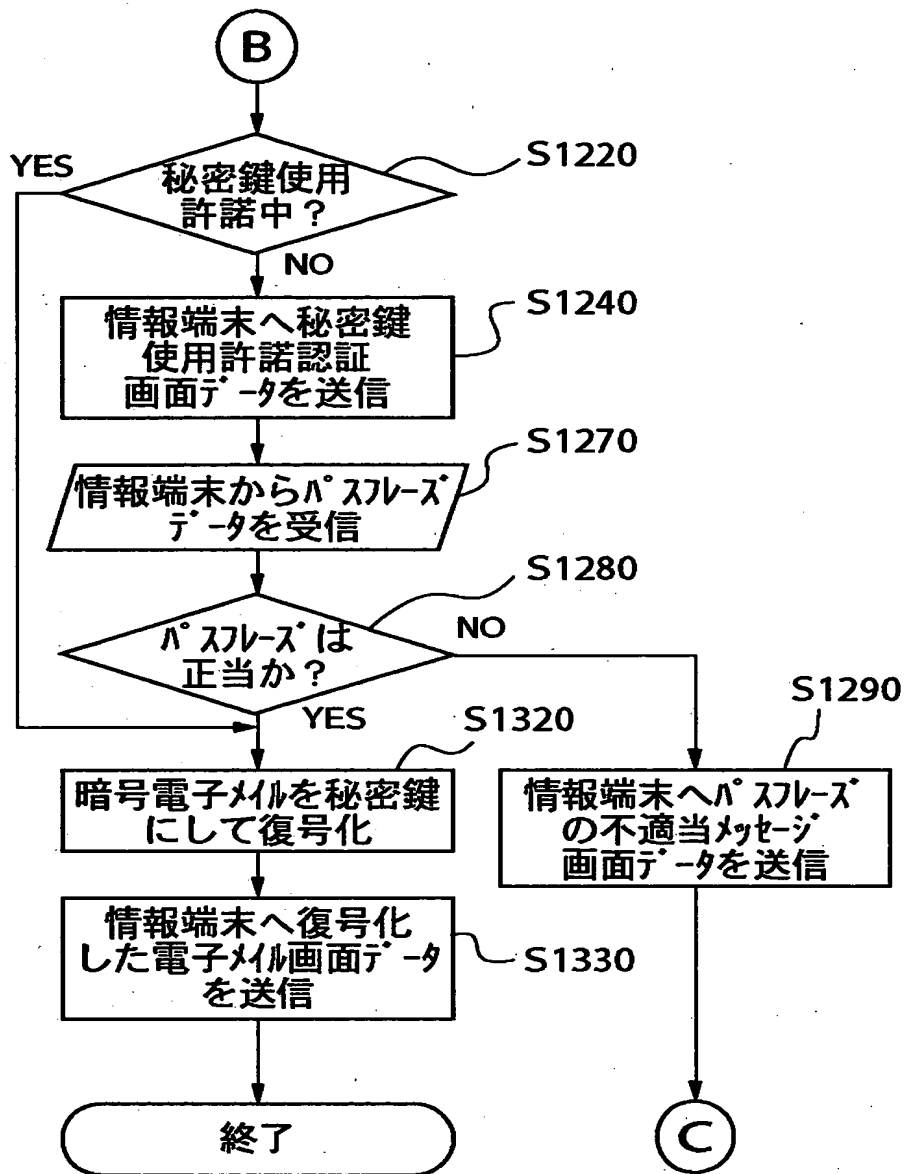 B
S1220
YES
秘密鍵使用
許諾中？
NO
S1240
情報端末へ秘密鍵
使用許諾認証
画面ﾃﾞｰﾀを送信
S1270
情報端末からﾊﾟｽﾌﾚｰｽﾞ
ﾃﾞｰﾀを受信
S1280
ﾊﾟｽﾌﾚｰｽﾞは
正当か？
NO
YES
S1290
S1320
暗号電子ﾒｲﾙを秘密鍵
にして復号化
情報端末へﾊﾟｽﾌﾚｰｽﾞ
の不適当ﾒｯｾｰｼﾞ
画面ﾃﾞｰﾀを送信
情報端末へ復号化
した電子ﾒｲﾙ画面ﾃﾞｰﾀ
を送信
S1330
終了
C